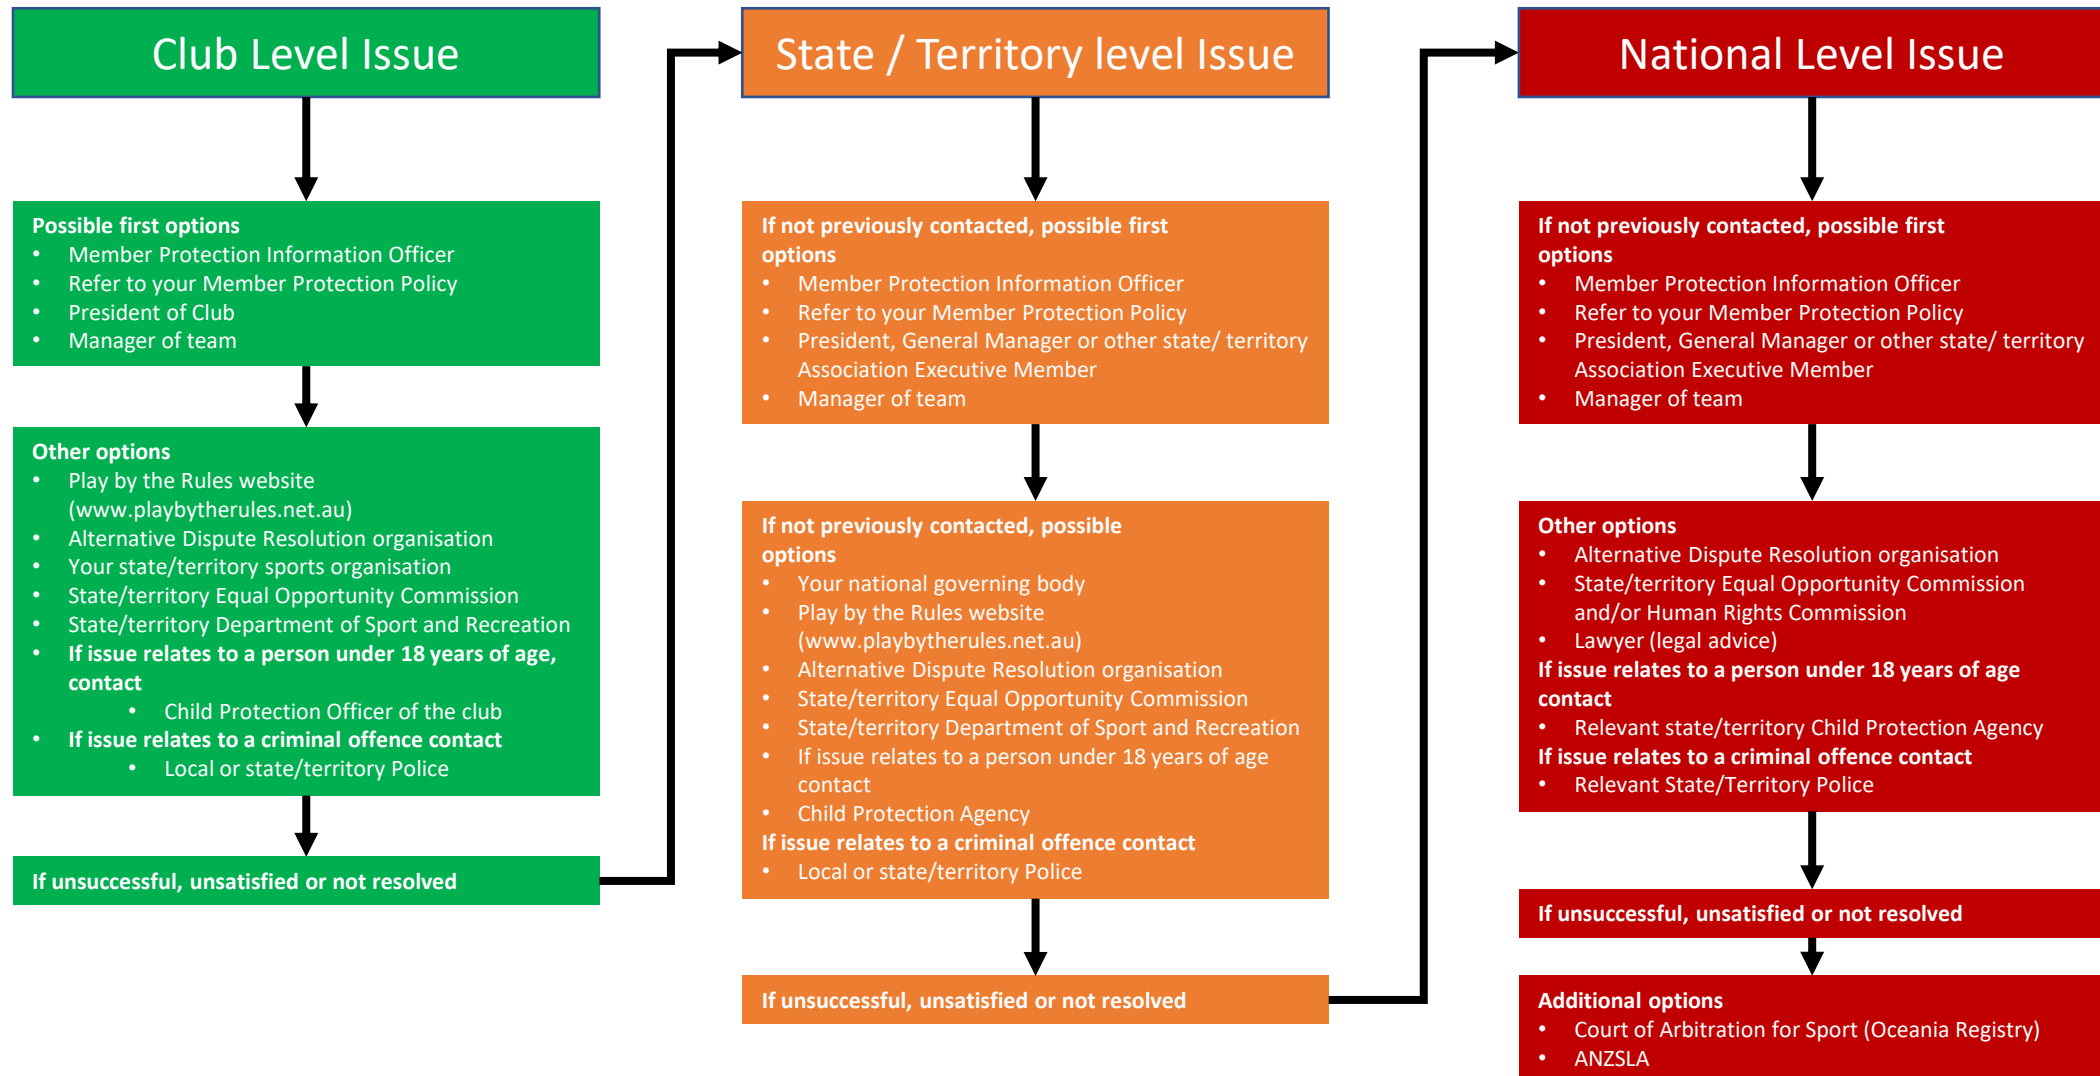 Club Level Issue
Possible first options
• Member Protection Information Officer
• Refer to your Member Protection Policy
• President of Club
• Manager of team
Other options
• Play by the Rules website
(www.playbytherules.net.au)
• Alternative Dispute Resolution organisation
• Your state/territory sports organisation
• State/territory Equal Opportunity Commission
• State/territory Department of Sport and Recreation
• If issue relates to a person under 18 years of age,
contact
• Child Protection Officer of the club
• If issue relates to a criminal offence contact
• Local or state/territory Police
If unsuccessful, unsatisfied or not resolved
State / Territory level Issue
If not previously contacted, possible first
options
• Member Protection Information Officer
• Refer to your Member Protection Policy
• President, General Manager or other state/ territory
Association Executive Member
• Manager of team
If not previously contacted, possible
options
• Your national governing body
• Play by the Rules website
(www.playbytherules.net.au)
• Alternative Dispute Resolution organisation
• State/territory Equal Opportunity Commission
• State/territory Department of Sport and Recreation
• If issue relates to a person under 18 years of age
contact
• Child Protection Agency
If issue relates to a criminal offence contact
• Local or state/territory Police
If unsuccessful, unsatisfied or not resolved
National Level Issue
If not previously contacted, possible first
options
• Member Protection Information Officer
• Refer to your Member Protection Policy
• President, General Manager or other state/ territory
Association Executive Member
• Manager of team
Other options
• Alternative Dispute Resolution organisation
• State/territory Equal Opportunity Commission
and/or Human Rights Commission
• Lawyer (legal advice)
If issue relates to a person under 18 years of age
contact
• Relevant state/territory Child Protection Agency
If issue relates to a criminal offence contact
• Relevant State/Territory Police
If unsuccessful, unsatisfied or not resolved
Additional options
• Court of Arbitration for Sport (Oceania Registry)
• ANZSLA